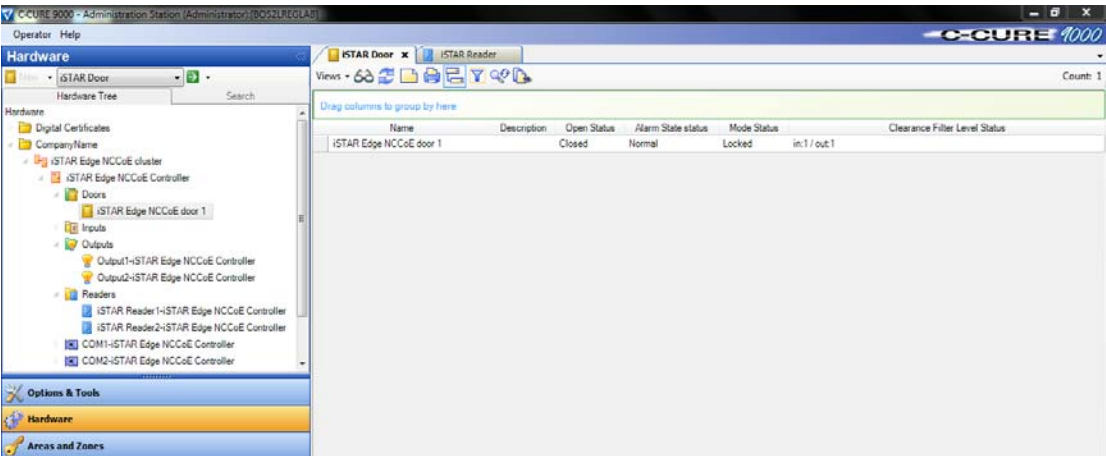 C•CURE 9000 - Administration Station (Administrator) [BOS2LREGLAB]
Operator Help
C•CURE 9000
Hardware
iSTAR Door x
iSTAR Reader
New
iSTAR Door
Views
Count: 1
Hardware Tree
Search
Drag columns to group by here
Hardware
Digital Certificates
CompanyName
iSTAR Edge NCCoE cluster
iSTAR Edge NCCoE Controller
Doors
iSTAR Edge NCCoE door 1
Inputs
Outputs
Output1-iSTAR Edge NCCoE Controller
Output2-iSTAR Edge NCCoE Controller
Readers
iSTAR Reader1-iSTAR Edge NCCoE Controller
iSTAR Reader2-iSTAR Edge NCCoE Controller
COM1-iSTAR Edge NCCoE Controller
COM2-iSTAR Edge NCCoE Controller
Name Description Open Status Alarm State status Mode Status Clearance Filter Level Status
iSTAR Edge NCCoE door 1 Closed Normal Locked in:1 / out:1
Options & Tools
Hardware
Areas and Zones